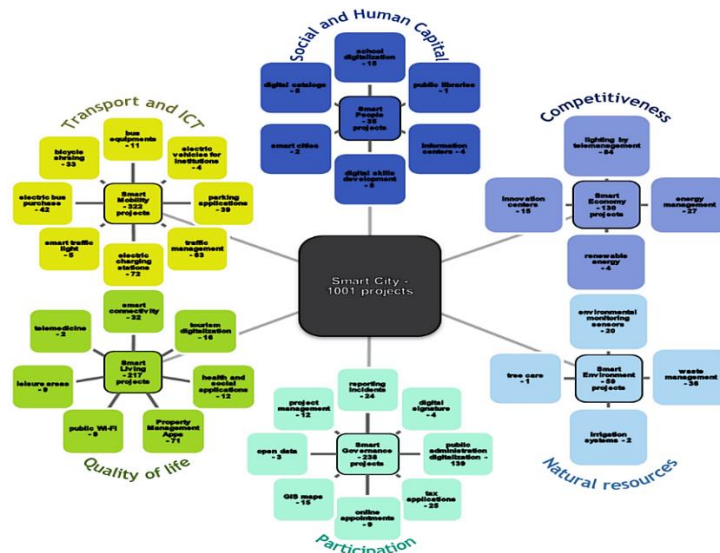 Social and Human Capital
school
digitalization
- 15
digital catalogs
- 5
public libraries
- 1
Smart
People -
35
projects
smart cities
- 2
information
centers - 4
digital skills
development
- 8
Transport and ICT
bus
equipments
- 11
bicycle shraing
- 33
electric
vehicles for
institutions
- 4
electric bus
purchase - 42
Smart
Mobility
- 322
projects
parking
applications
- 39
smart traffic
light - 5
traffic
management
- 83
electric
charging
stations
- 72
Competitiveness
lighting by
telemanagement
- 84
innovation
centers - 15
Smart
Economy
- 130
projects
energy
management
- 27
renewable
energy
- 4
Smart City -
1001 projects
smart
connectivity
- 32
telemedicine
- 2
tourism
digitalization
- 16
leisure areas
- 9
Smart
Living
- 217
projects
health and
social
applications
- 12
public Wi-Fi
Property
Management
Apps
- 71
Quality of life
environmental
monitoring
sensors
- 20
tree care
- 1
Smart
Environment
- 59
projects
waste
management
- 36
irrigation
systems - 2
Natural resources
reporting
incidents
- 24
project
management
- 12
digital
signature
- 4
open data
- 3
Smart
Governance
- 238
projects
public
administration
digitalization -
139
GIS maps
- 15
tax
applications
- 25
online
appointments
- 9
Participation